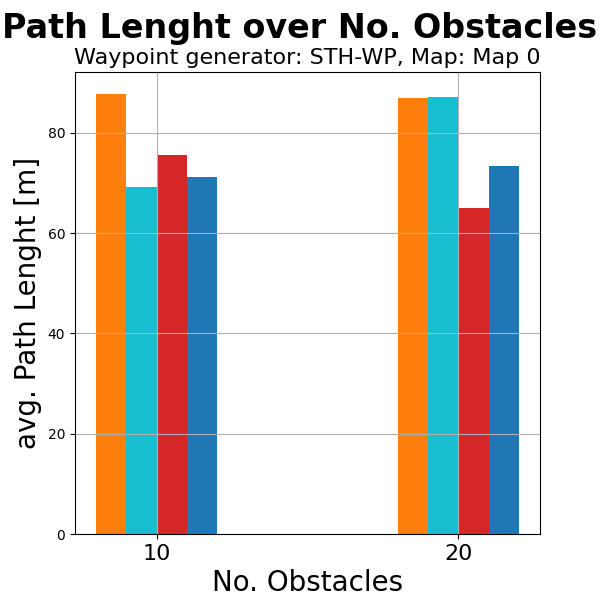 Path Lenght over No. Obstacles
Waypoint generator: STH-WP, Map: Map 0
avg. Path Lenght [m]
80
60
40
20
0
10 20
No. Obstacles